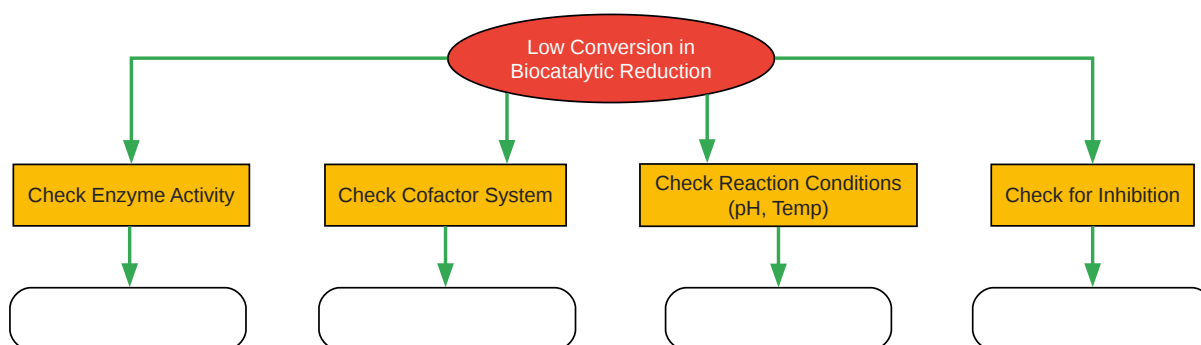 Low Conversion in
Biocatalytic Reduction
Check Enzyme Activity
Check Cofactor System
Check Reaction Conditions
(pH, Temp)
Check for Inhibition